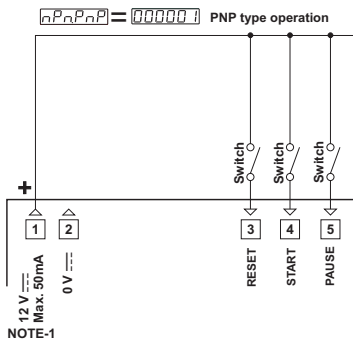 nPnPnP = 000001 PNP type operation
Switch
Switch
Switch
+
1
2
3
4
5
12 V
Max. 50mA
0 V
RESET
START
PAUSE
NOTE-1